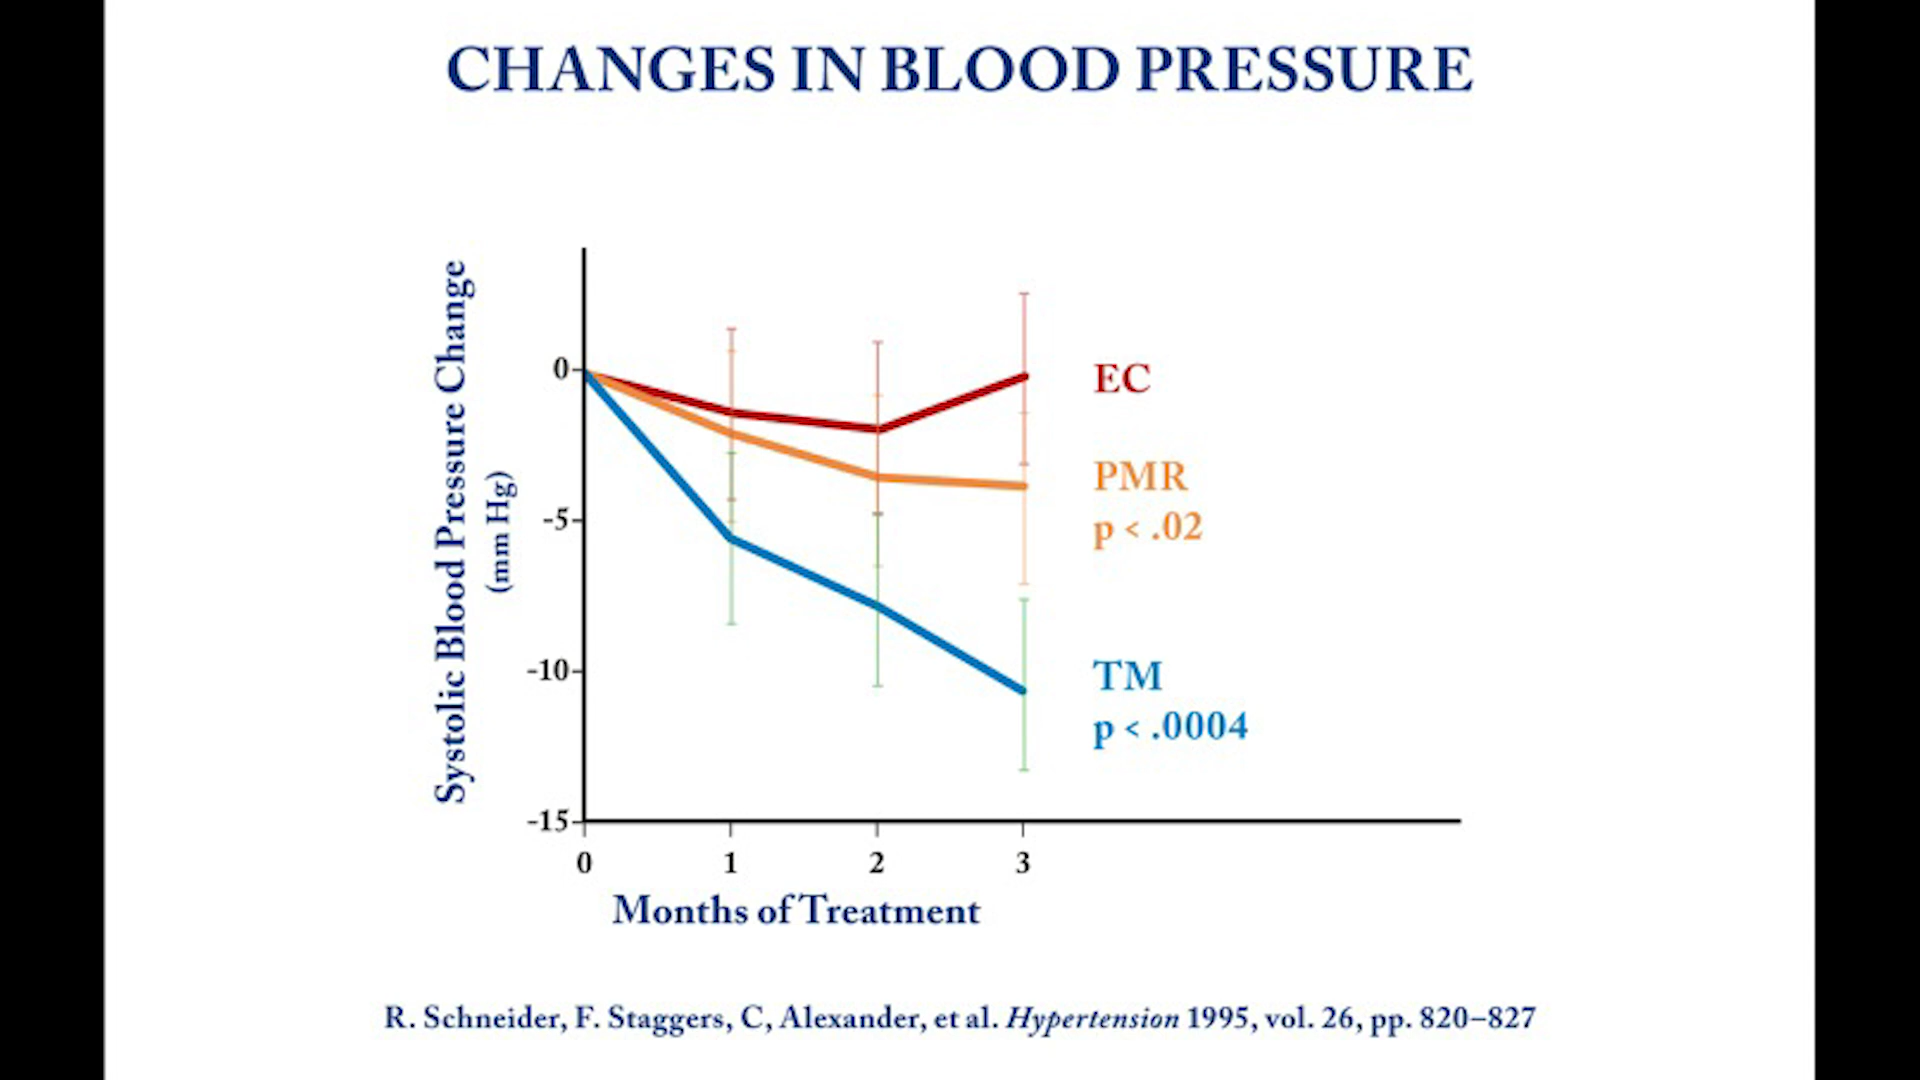 CHANGES IN BLOOD PRESSURE
Systolic Blood Pressure Change
(mm Hg)
0
-5
-10
-15
0 1 2 3
Months of Treatment
EC
PMR
p < .02
TM
p < .0004
R. Schneider, F. Staggers, C, Alexander, et al. Hypertension 1995, vol. 26, pp. 820–827